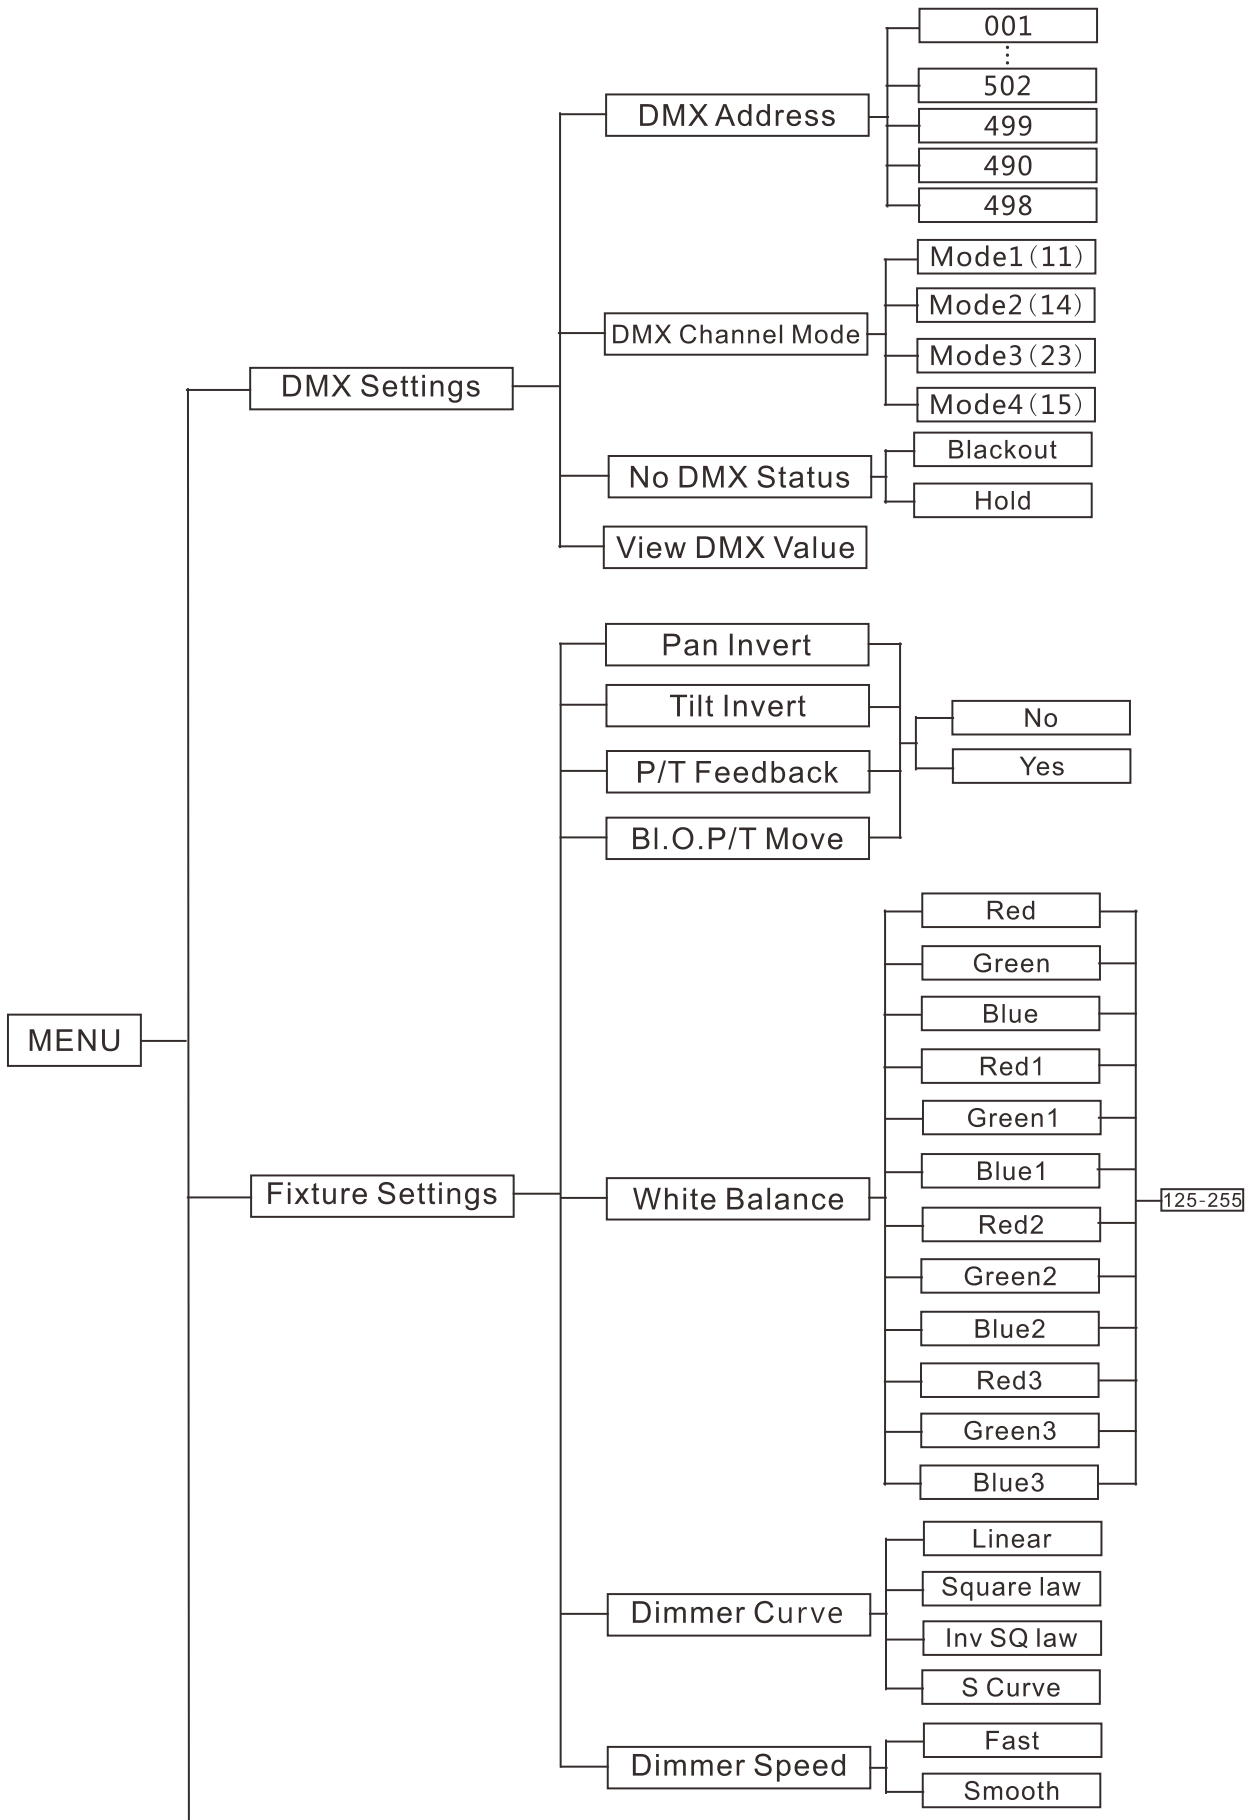 MENU
DMX Settings
DMX Address
001
⋮
502
499
490
498
DMX Channel Mode
Mode1(11)
Mode2(14)
Mode3(23)
Mode4(15)
No DMX Status
Blackout
Hold
View DMX Value
Fixture Settings
Pan Invert
Tilt Invert
P/T Feedback
Bl.O.P/T Move
No
Yes
White Balance
Red
Green
Blue
Red1
Green1
Blue1
Red2
Green2
Blue2
Red3
Green3
Blue3
125-255
Dimmer Curve
Linear
Square law
Inv SQ law
S Curve
Dimmer Speed
Fast
Smooth